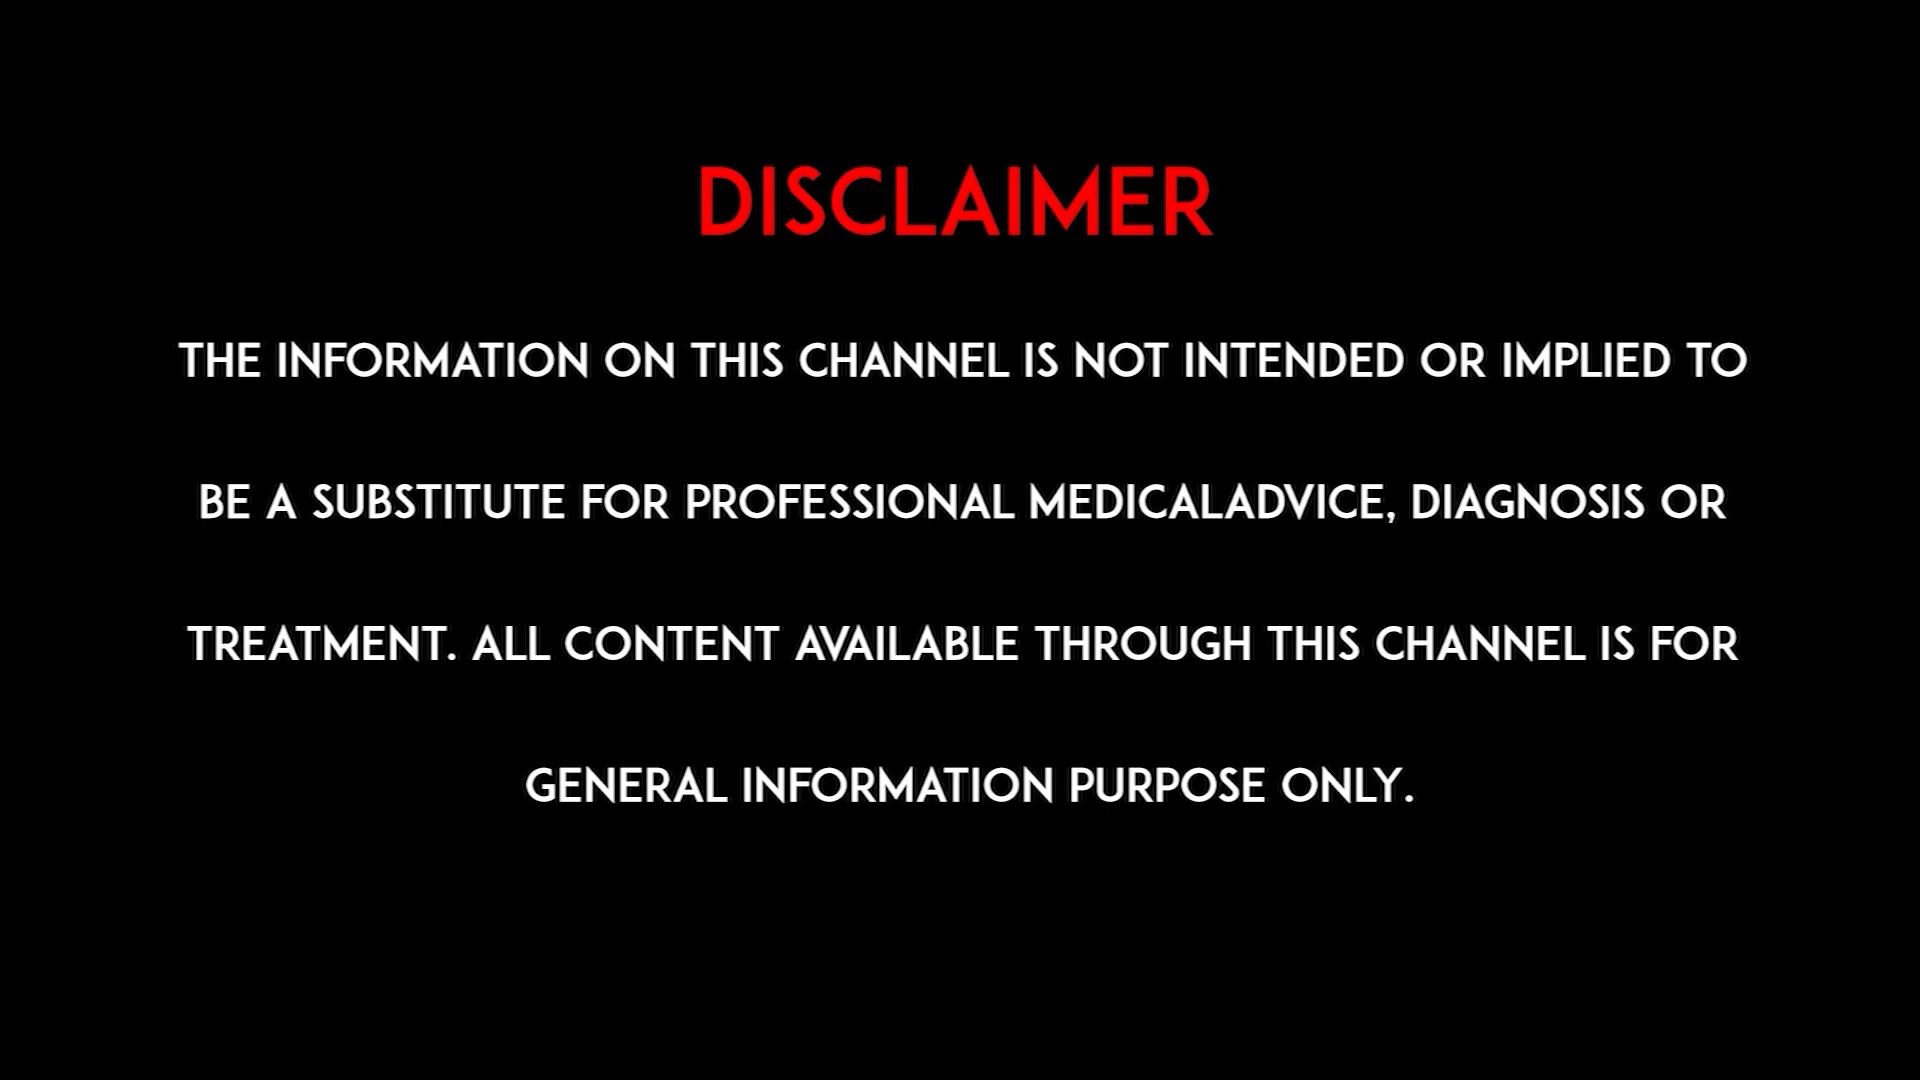 DISCLAIMER
THE INFORMATION ON THIS CHANNEL IS NOT INTENDED OR IMPLIED TO
BE A SUBSTITUTE FOR PROFESSIONAL MEDICALADVICE, DIAGNOSIS OR
TREATMENT. ALL CONTENT AVAILABLE THROUGH THIS CHANNEL IS FOR
GENERAL INFORMATION PURPOSE ONLY.